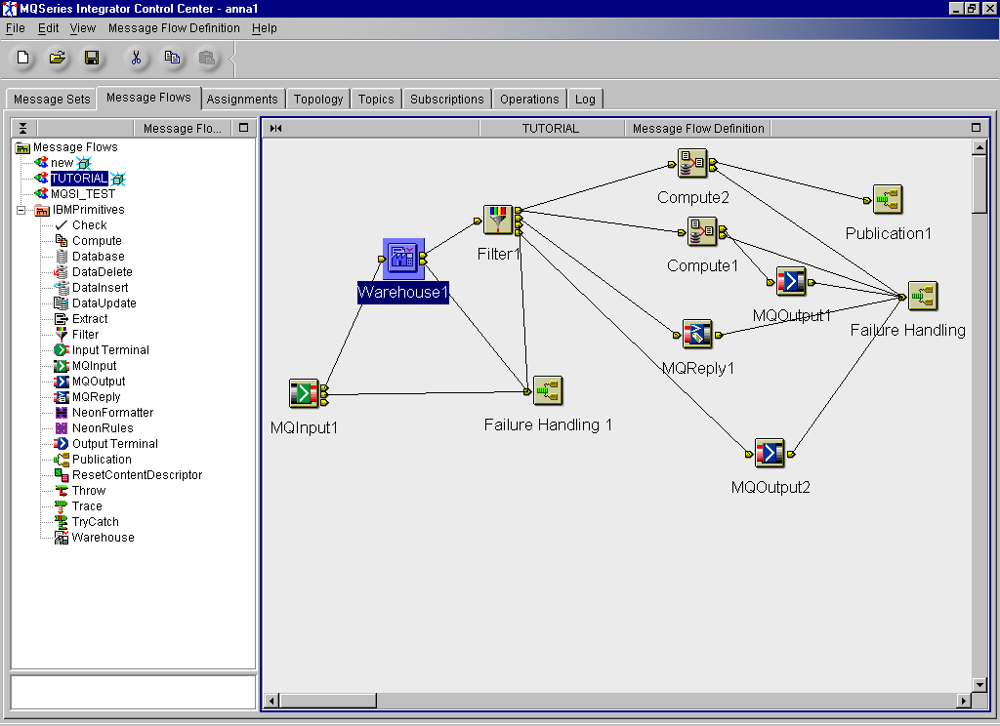 MQSeries Integrator Control Center - anna1
File Edit View Message Flow Definition Help
Message Sets Message Flows Assignments Topology Topics Subscriptions Operations Log
Message Flo...
Message Flows
new
TUTORIAL
MQSI_TEST
IBMPrimitives
Check
Compute
Database
DataDelete
DataInsert
DataUpdate
Extract
Filter
Input Terminal
MQInput
MQOutput
MQReply
NeonFormatter
NeonRules
Output Terminal
Publication
ResetContentDescriptor
Throw
Trace
TryCatch
Warehouse
TUTORIAL Message Flow Definition
Compute2
Publication1
Filter1
Compute1
Warehouse1
MQOutput1
Failure Handling
MQReply1
MQInput1
Failure Handling 1
MQOutput2